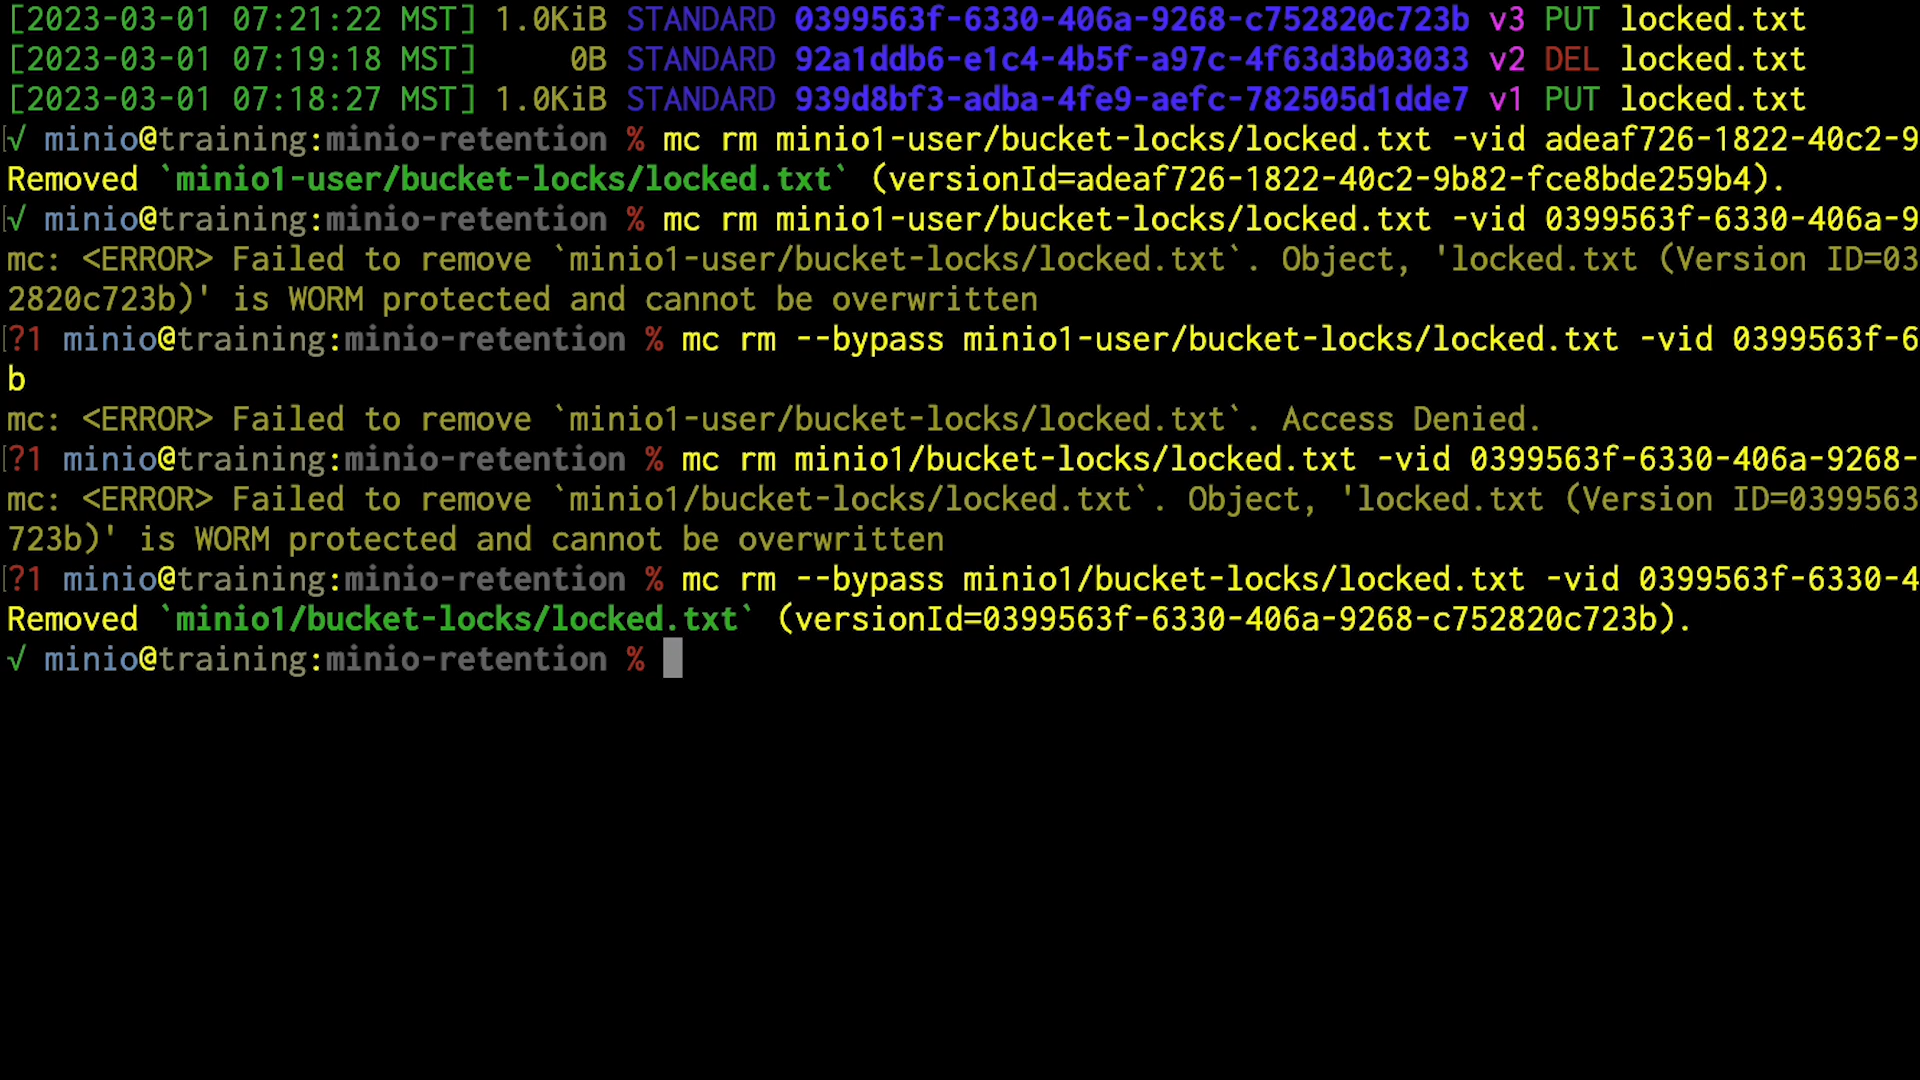 [2023-03-01 07:21:22 MST] 1.0KiB STANDARD 0399563f-6330-406a-9268-c752820c723b v3 PUT locked.txt
[2023-03-01 07:19:18 MST]     0B STANDARD 92a1ddb6-e1c4-4b5f-a97c-4f63d3b03033 v2 DEL locked.txt
[2023-03-01 07:18:27 MST] 1.0KiB STANDARD 939d8bf3-adba-4fe9-aefc-782505d1dde7 v1 PUT locked.txt
√ minio@training:minio-retention % mc rm minio1-user/bucket-locks/locked.txt -vid adeaf726-1822-40c2-9
Removed `minio1-user/bucket-locks/locked.txt` (versionId=adeaf726-1822-40c2-9b82-fce8bde259b4).
√ minio@training:minio-retention % mc rm minio1-user/bucket-locks/locked.txt -vid 0399563f-6330-406a-9
mc: <ERROR> Failed to remove `minio1-user/bucket-locks/locked.txt`. Object, 'locked.txt (Version ID=03
2820c723b)' is WORM protected and cannot be overwritten
?1 minio@training:minio-retention % mc rm --bypass minio1-user/bucket-locks/locked.txt -vid 0399563f-6
b
mc: <ERROR> Failed to remove `minio1-user/bucket-locks/locked.txt`. Access Denied.
?1 minio@training:minio-retention % mc rm minio1/bucket-locks/locked.txt -vid 0399563f-6330-406a-9268-
mc: <ERROR> Failed to remove `minio1/bucket-locks/locked.txt`. Object, 'locked.txt (Version ID=0399563
723b)' is WORM protected and cannot be overwritten
?1 minio@training:minio-retention % mc rm --bypass minio1/bucket-locks/locked.txt -vid 0399563f-6330-4
Removed `minio1/bucket-locks/locked.txt` (versionId=0399563f-6330-406a-9268-c752820c723b).
√ minio@training:minio-retention %